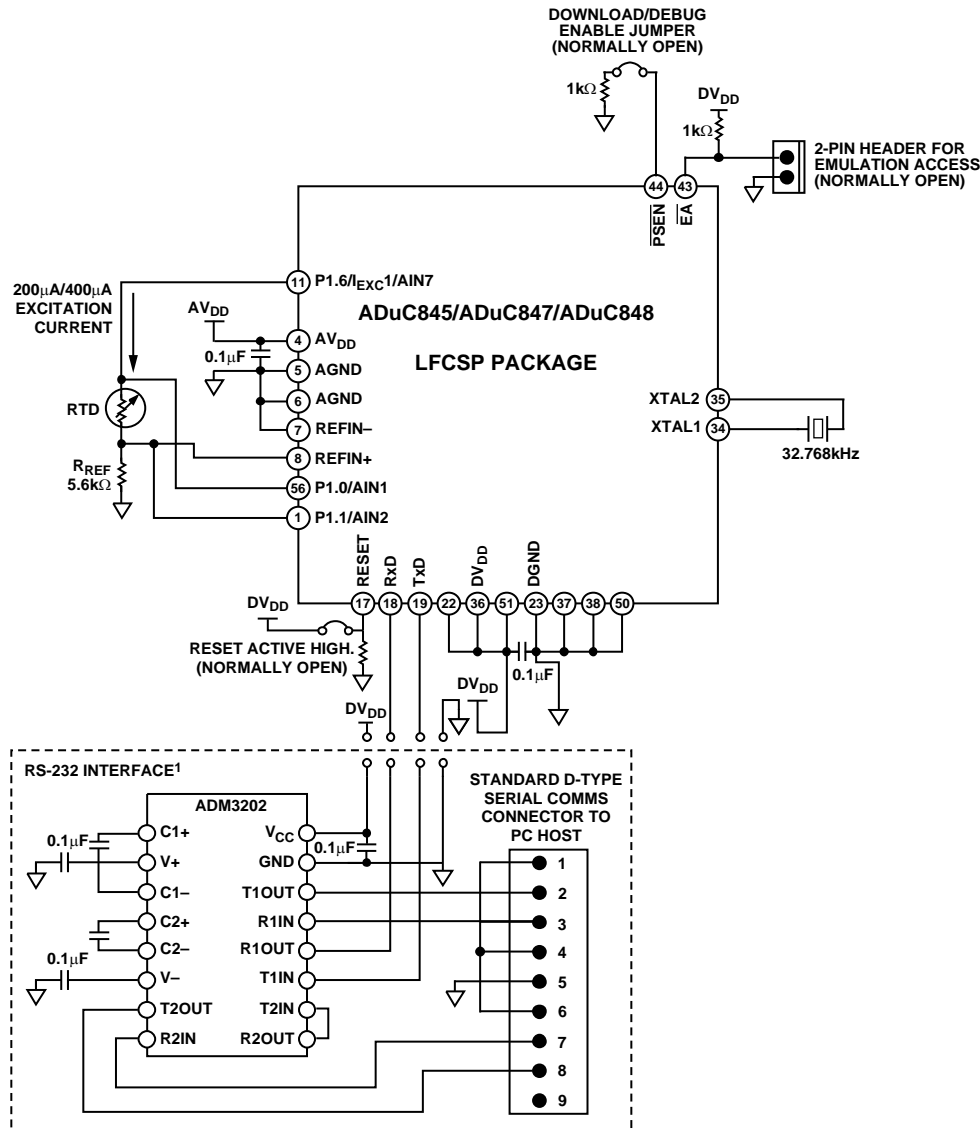 DOWNLOAD/DEBUG
ENABLE JUMPER
(NORMALLY OPEN)
1kΩ
DVDD
1kΩ
2-PIN HEADER FOR
EMULATION ACCESS
(NORMALLY OPEN)
44
43
PSEN
EA
11 P1.6/IEXC1/AIN7
200µA/400µA
EXCITATION
CURRENT
ADuC845/ADuC847/ADuC848
LFCSP PACKAGE
AVDD
4 AVDD
0.1µF
5 AGND
6 AGND
7 REFIN–
8 REFIN+
56 P1.0/AIN1
1 P1.1/AIN2
RTD
RREF
5.6kΩ
XTAL2 35
XTAL1 34
32.768kHz
RESET
RxD
TxD
DVDD
DGND
17 18 19 22 36 51 23 37 38 50
DVDD
RESET ACTIVE HIGH.
(NORMALLY OPEN)
0.1µF
DVDD
DVDD
RS-232 INTERFACE1
STANDARD D-TYPE
SERIAL COMMS
CONNECTOR TO
PC HOST
ADM3202
C1+
V+
C1–
C2+
C2–
V–
T2OUT
R2IN
0.1µF
0.1µF
VCC
GND
T1OUT
R1IN
R1OUT
T1IN
T2IN
R2OUT
0.1µF
1
2
3
4
5
6
7
8
9